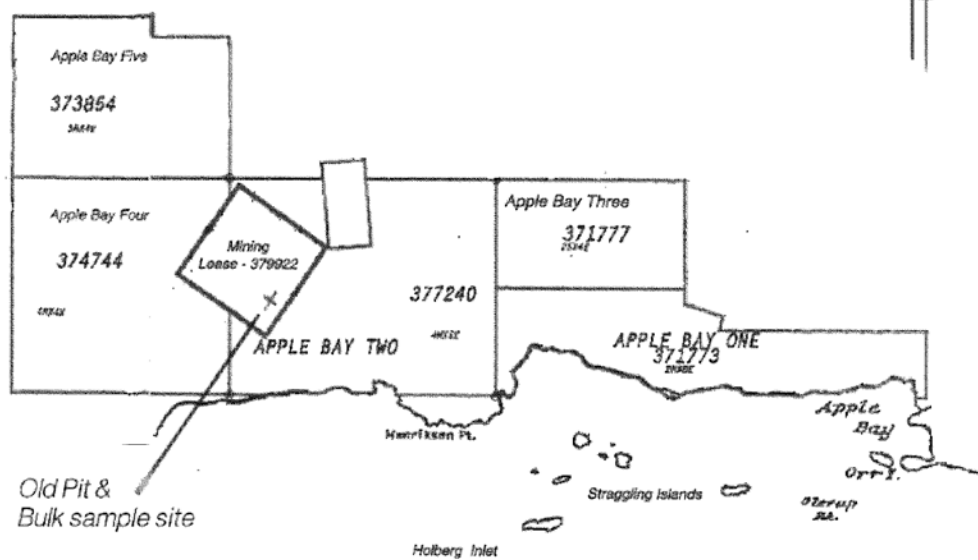 Apple Bay Five
373854
Apple Bay Four
374744
Mining
Lease - 379922
Apple Bay Three
371777
377240
APPLE BAY TWO
APPLE BAY ONE
371773
Henriksen Pt.
Apple
Bay
Orr I.
Straggling Islands
Holberg Inlet
Old Pit &
Bulk sample site